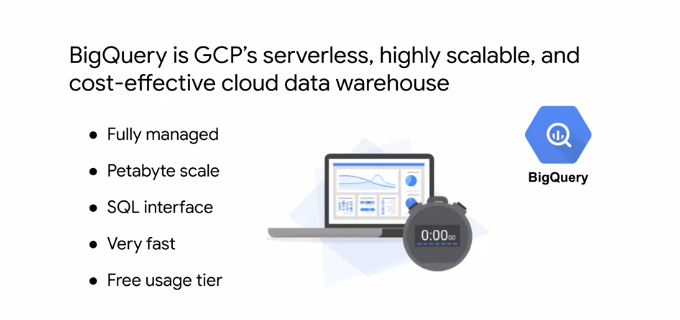 BigQuery is GCP's serverless, highly scalable, and
cost-effective cloud data warehouse
● Fully managed
● Petabyte scale
● SQL interface
● Very fast
● Free usage tier
BigQuery
0:00 00